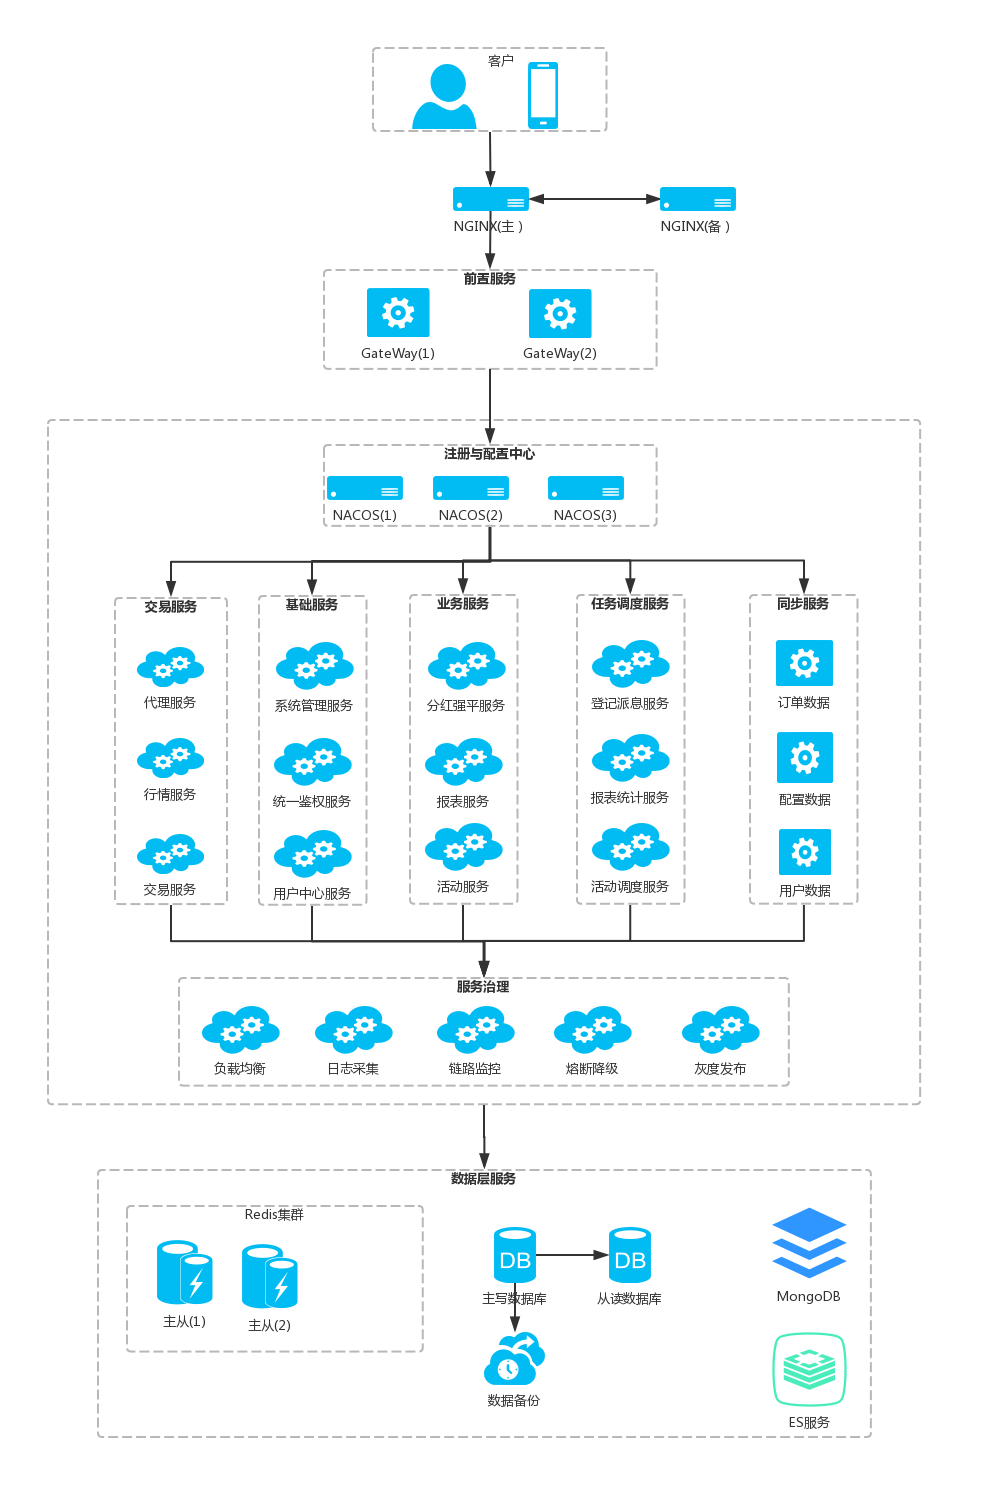 客户
NGINX(主 )
NGINX(备 )
前置服务
GateWay(1)
GateWay(2)
注册与配置中心
NACOS(1)
NACOS(2)
NACOS(3)
交易服务
基础服务
业务服务
任务调度服务
同步服务
代理服务
系统管理服务
分红强平服务
登记派息服务
订单数据
行情服务
统一鉴权服务
报表服务
报表统计服务
配置数据
交易服务
用户中心服务
活动服务
活动调度服务
用户数据
服务治理
负载均衡
日志采集
链路监控
熔断降级
灰度发布
数据层服务
Redis集群
主从(1)
主从(2)
DB
DB
主写数据库
从读数据库
数据备份
MongoDB
ES服务